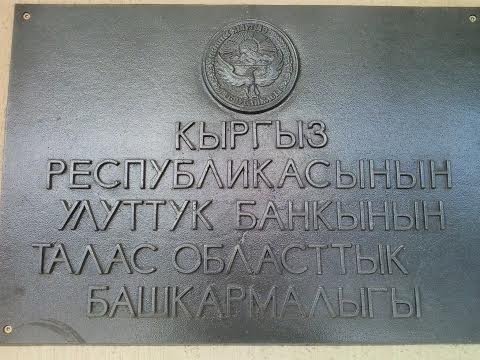 КЫРГЫЗ
РЕСПУБЛИКАСЫНЫН
УЛУТТУК БАНКЫНЫН
ТАЛАС ОБЛАСТТЫК
БАШКАРМАЛЫГЫ